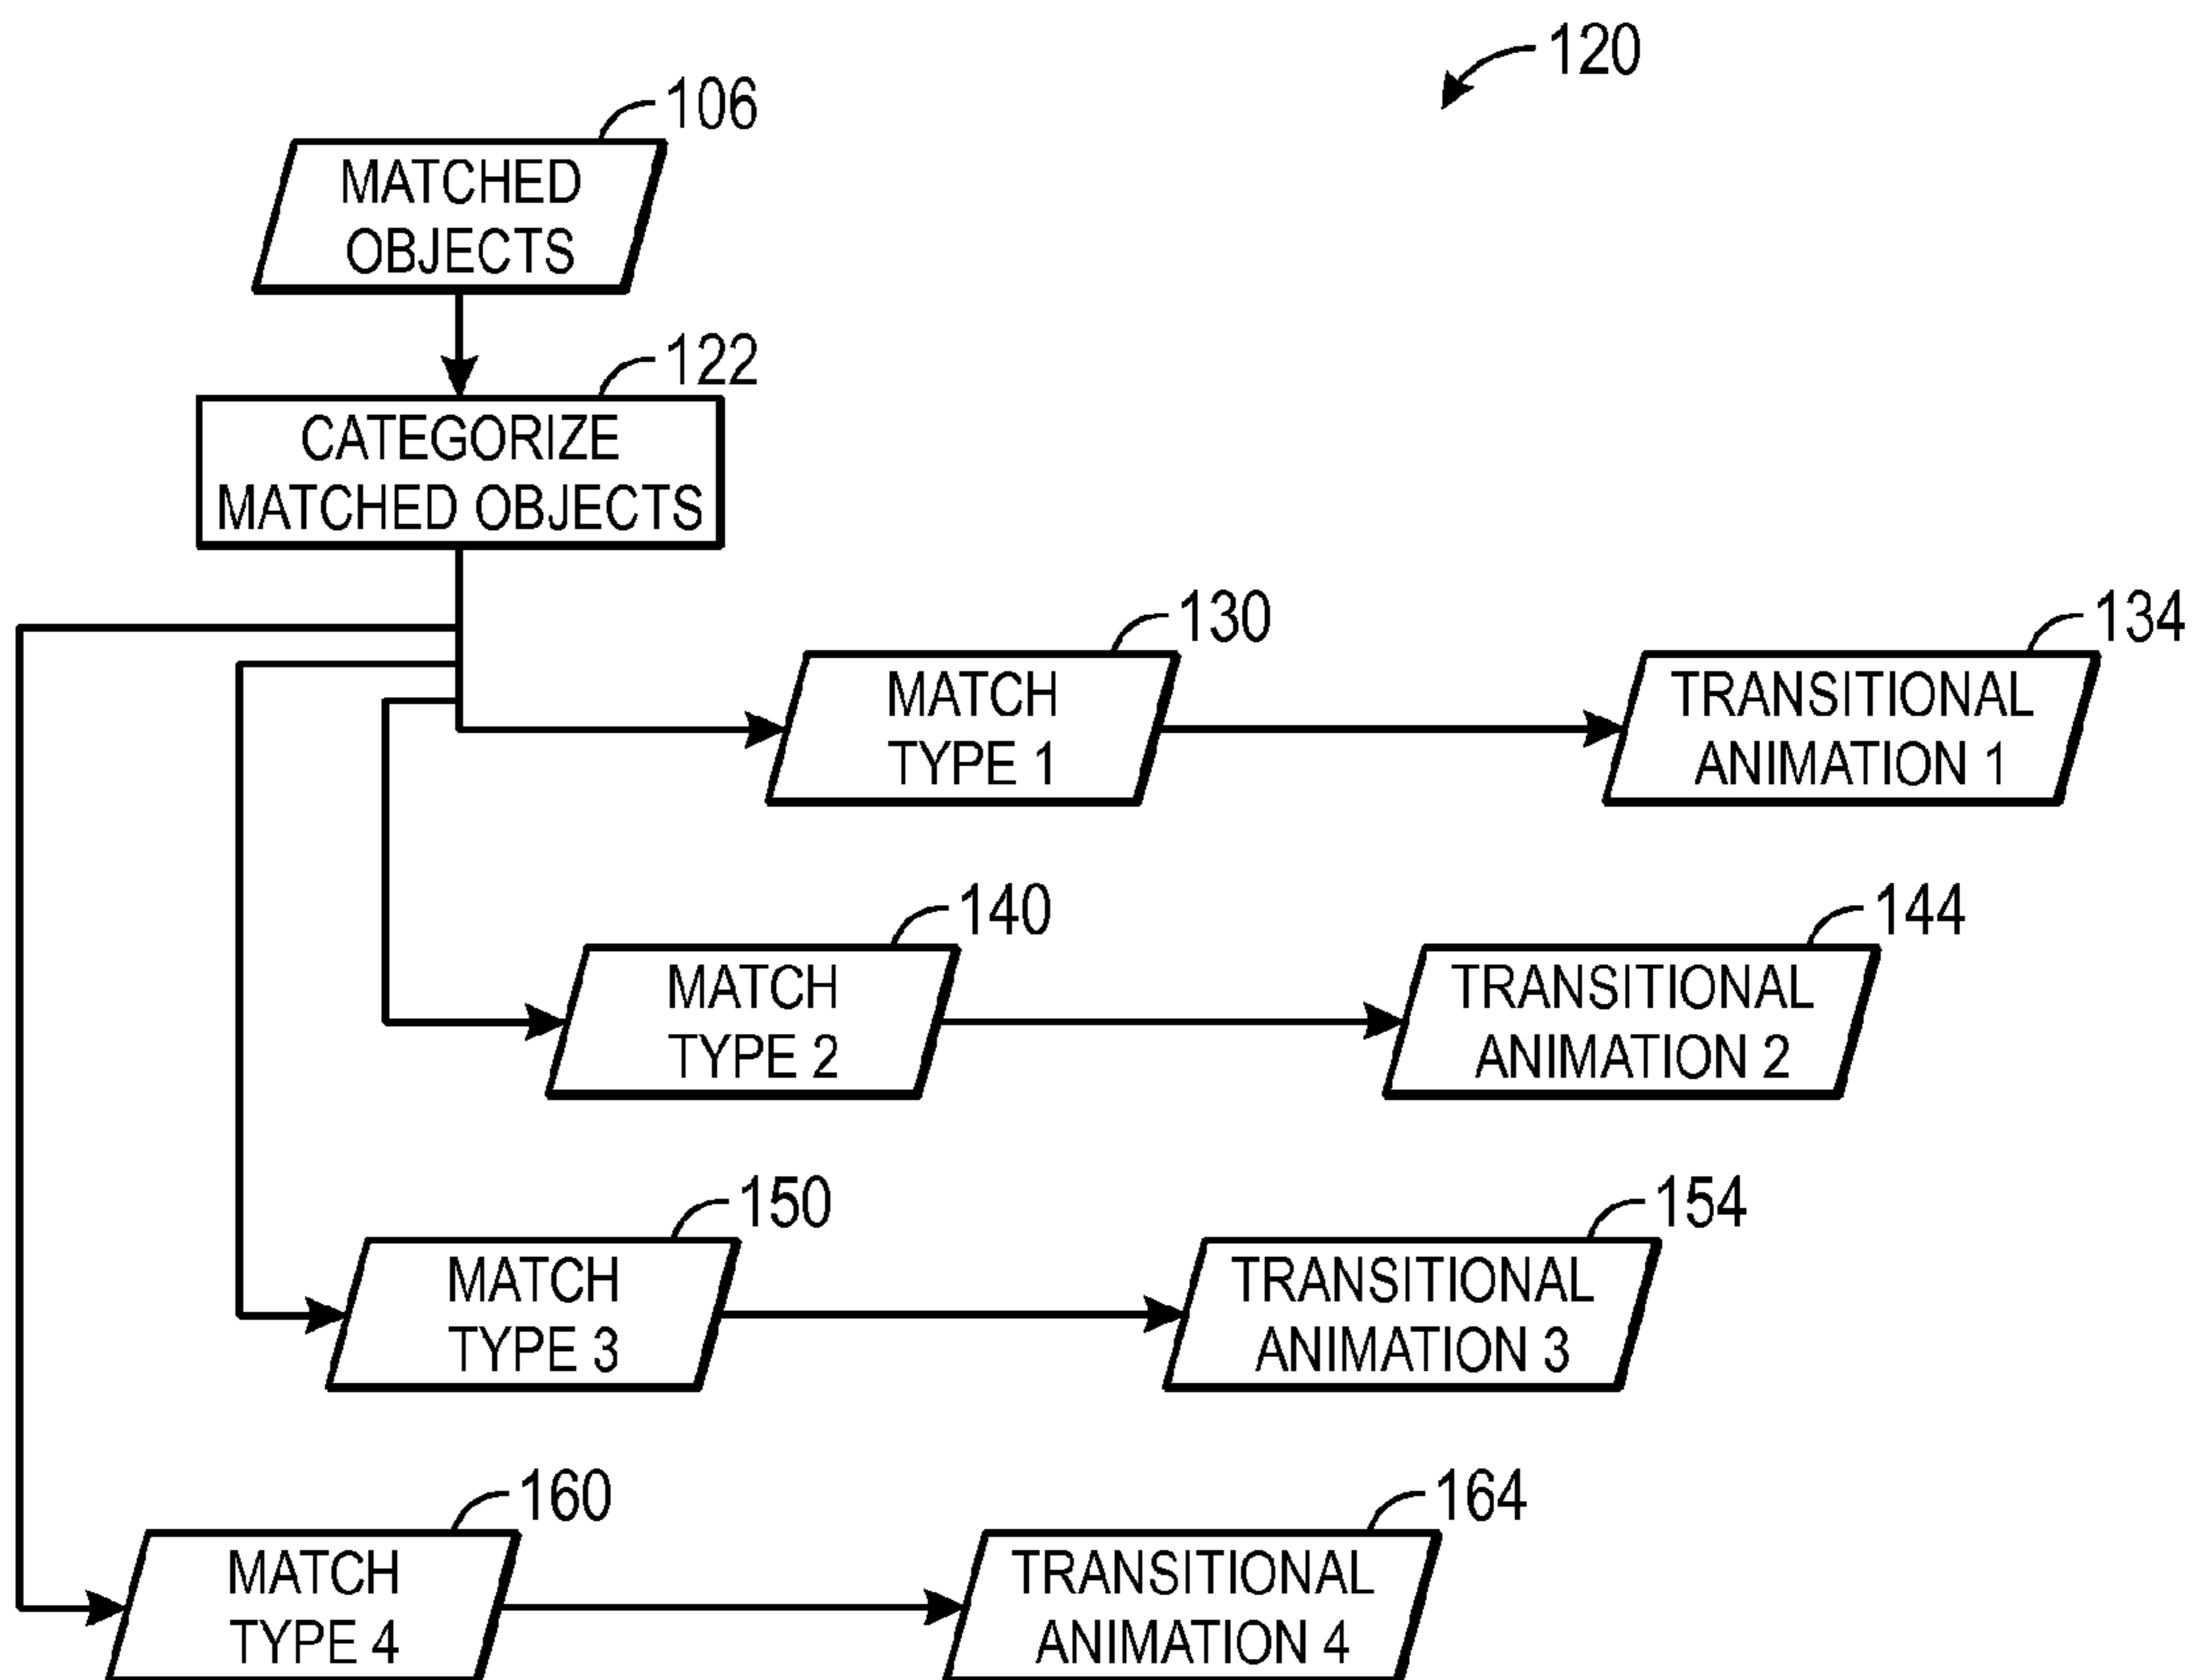 120
106
MATCHED
OBJECTS
122
CATEGORIZE
MATCHED OBJECTS
130
MATCH
TYPE 1
134
TRANSITIONAL
ANIMATION 1
140
MATCH
TYPE 2
144
TRANSITIONAL
ANIMATION 2
150
MATCH
TYPE 3
154
TRANSITIONAL
ANIMATION 3
160
MATCH
TYPE 4
164
TRANSITIONAL
ANIMATION 4